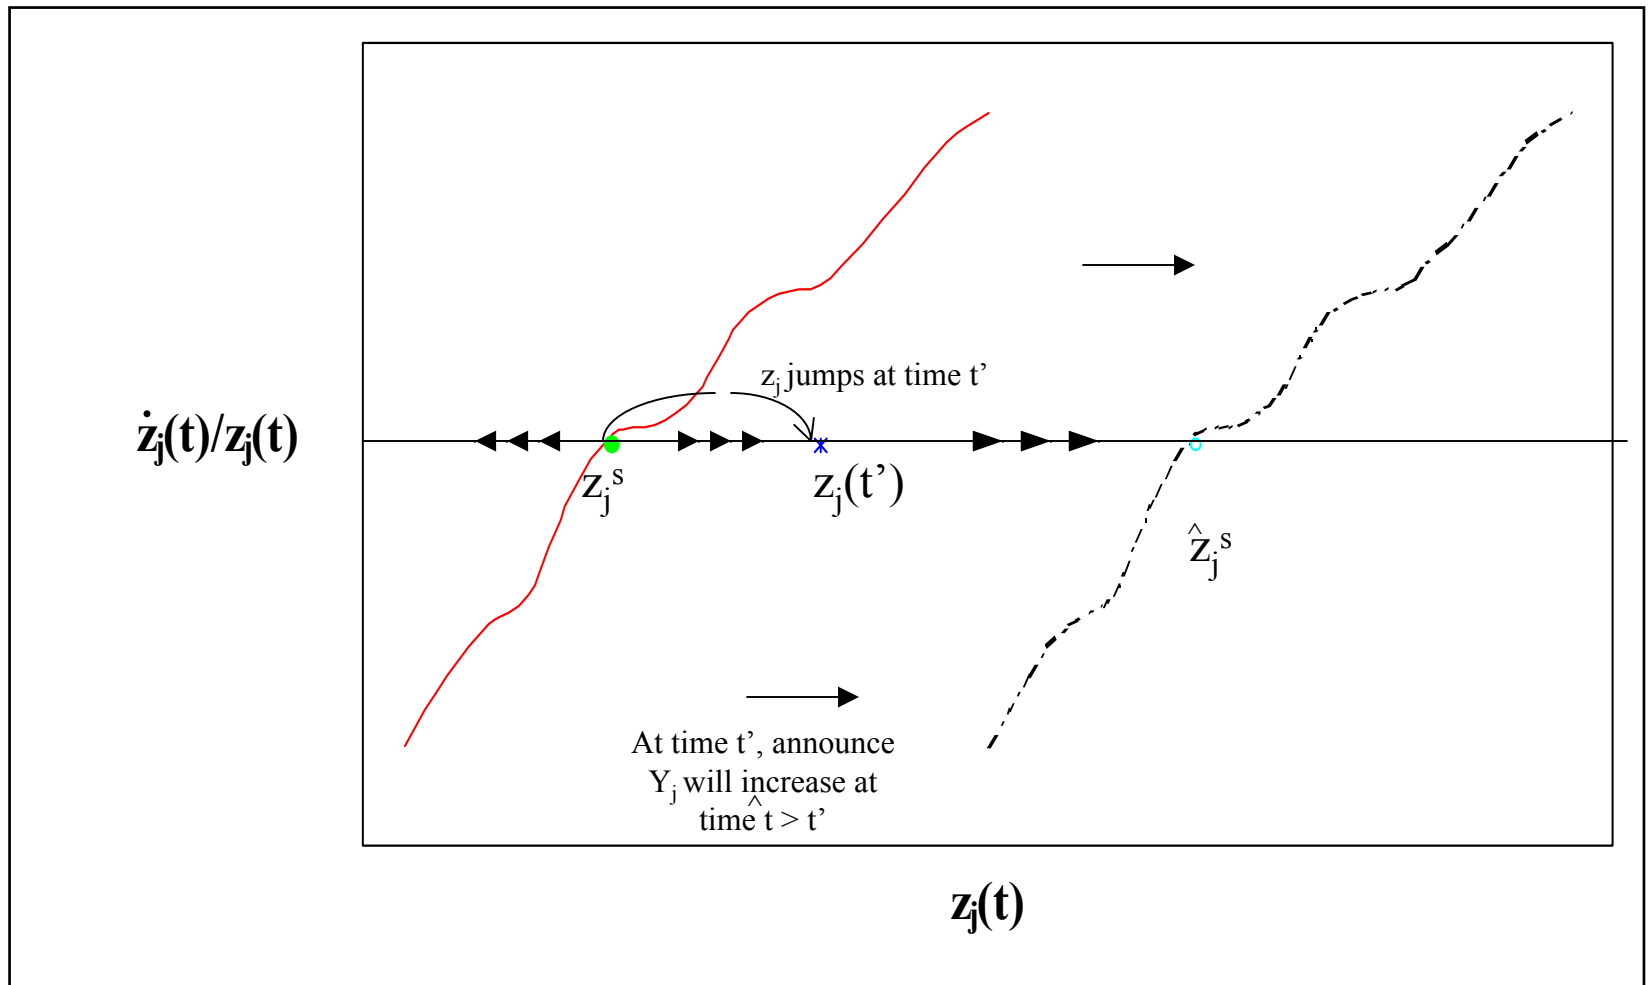 z_j jumps at time t’
ż_j(t)/z_j(t)
z_j^s
z_j(t’)
ẑ_j^s
At time t’, announce
Y_j will increase at
time t̂ > t’
z_j(t)